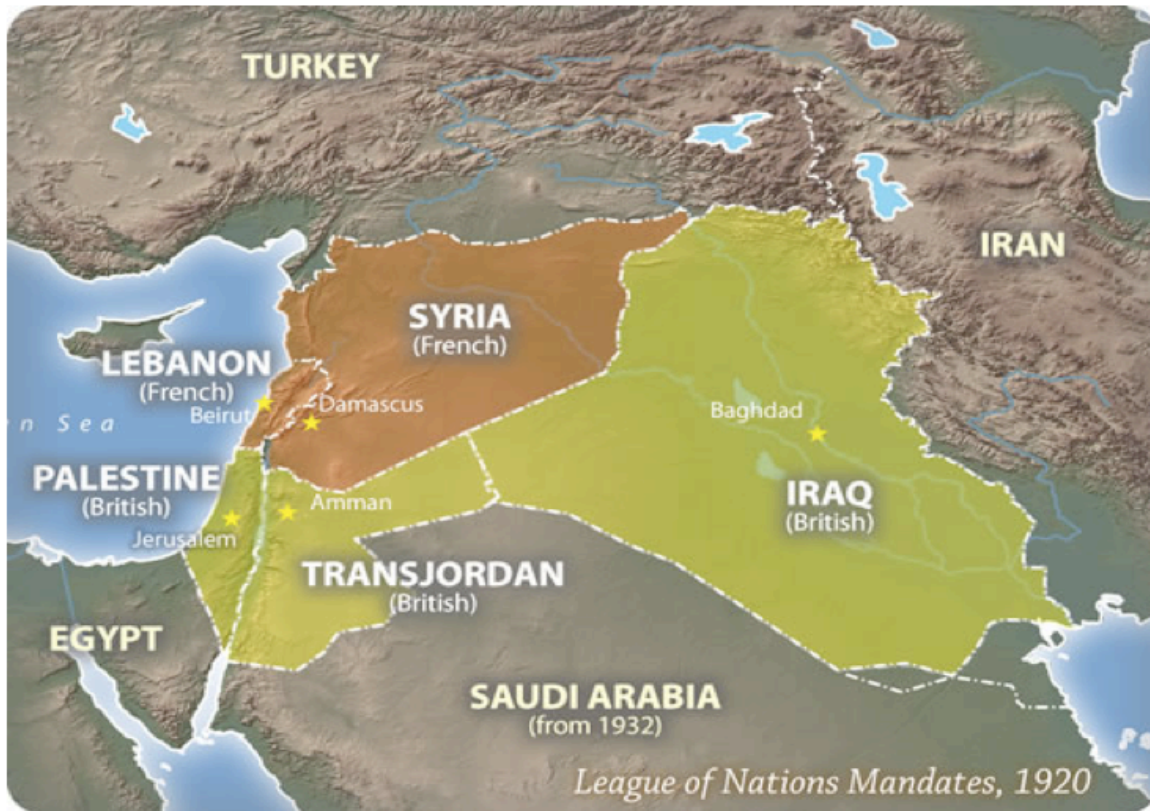 TURKEY
IRAN
SYRIA
(French)
LEBANON
(French)
Beirut
Damascus
n Sea
Baghdad
PALESTINE
(British)
Amman
IRAQ
(British)
Jerusalem
TRANSJORDAN
(British)
EGYPT
SAUDI ARABIA
(from 1932)
League of Nations Mandates, 1920